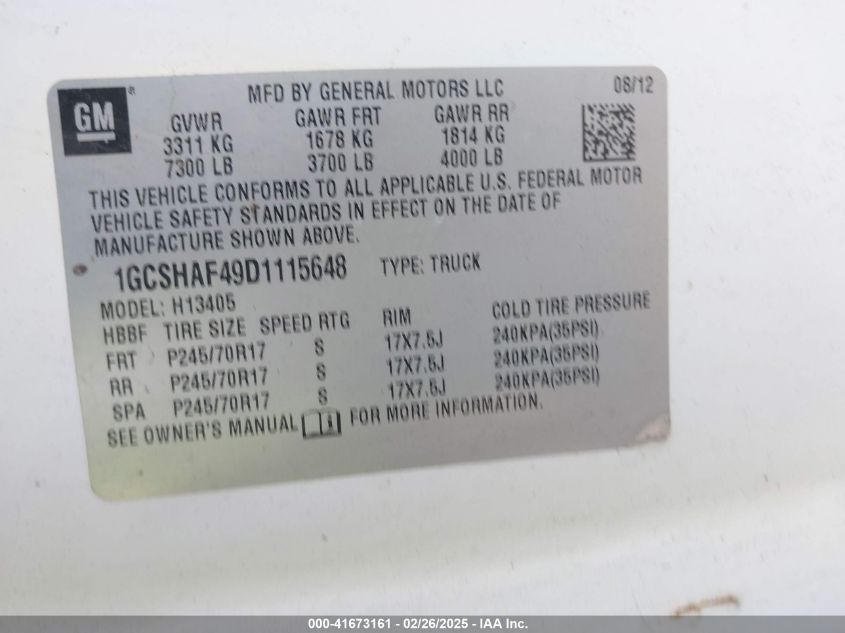 GM
MFD BY GENERAL MOTORS LLC 08/12
GVWR GAWR FRT GAWR RR
3311 KG 1678 KG 1814 KG
7300 LB 3700 LB 4000 LB
THIS VEHICLE CONFORMS TO ALL APPLICABLE U.S. FEDERAL MOTOR
VEHICLE SAFETY STANDARDS IN EFFECT ON THE DATE OF
MANUFACTURE SHOWN ABOVE.
1GCSHAF49D1115648 TYPE: TRUCK
MODEL: H13405
HBBF TIRE SIZE SPEED RTG RIM COLD TIRE PRESSURE
FRT P245/70R17 S 17X7.5J 240KPA(35PSI)
RR P245/70R17 S 17X7.5J 240KPA(35PSI)
SPA P245/70R17 S 17X7.5J 240KPA(35PSI)
SEE OWNER'S MANUAL FOR MORE INFORMATION.
000-41673161 - 02/26/2025 - IAA Inc.